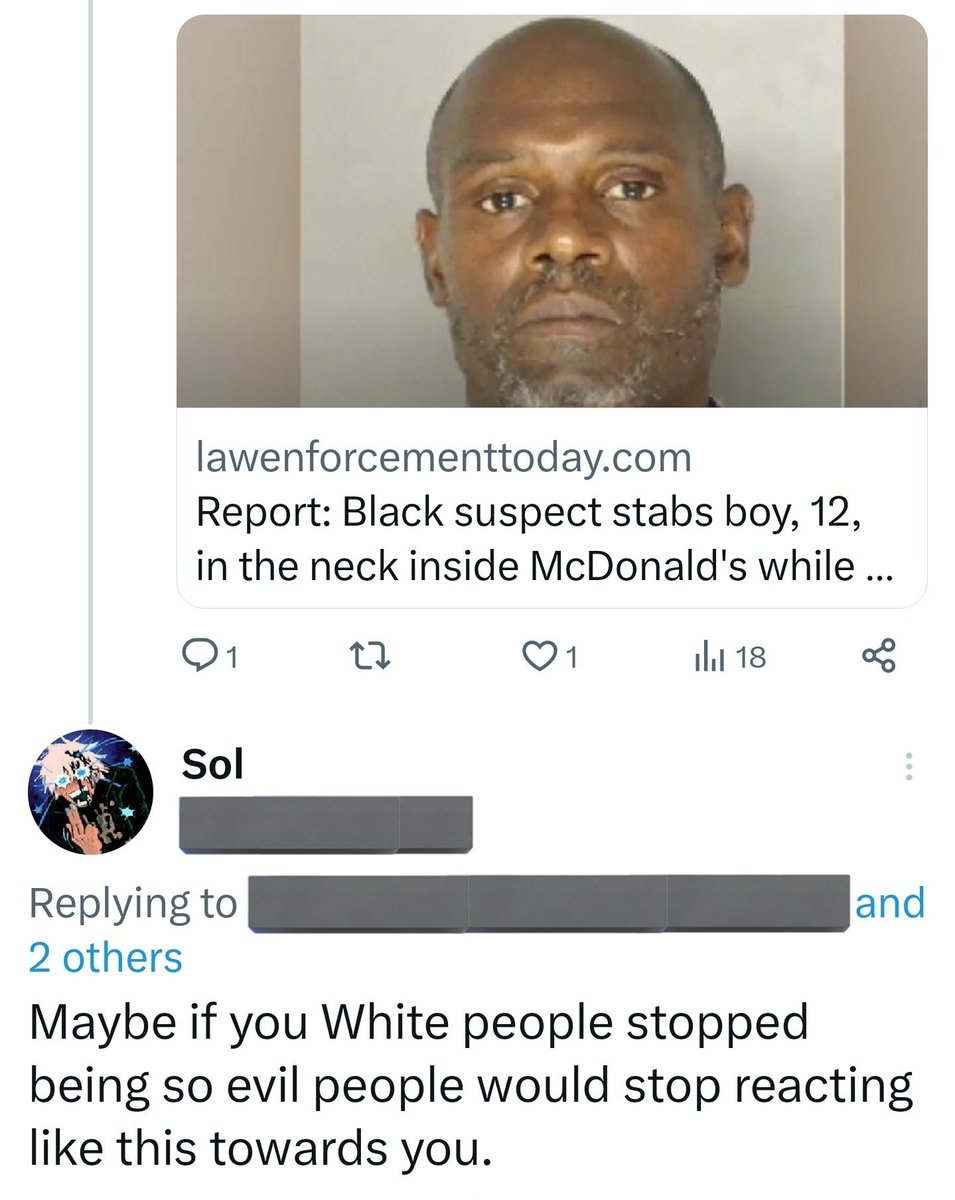 lawenforcementtoday.com
Report: Black suspect stabs boy, 12,
in the neck inside McDonald's while ...
1 1 18
Sol
Replying to and
2 others
Maybe if you White people stopped
being so evil people would stop reacting
like this towards you.